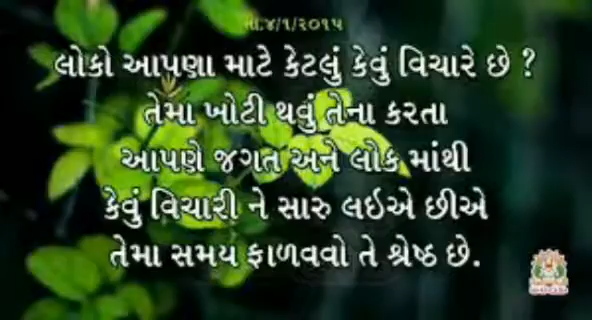 તા.૪/૧/૨૦૧૫
લોકો આપણા માટે કેટલું કેવું વિચારે છે ?
તેમા ખોટી થવું તેના કરતા
આપણે જગત અને લોક માંથી
કેવું વિચારી ને સારુ લઇએ છીએ
તેમા સમય ફાળવવો તે શ્રેષ્ઠ છે.